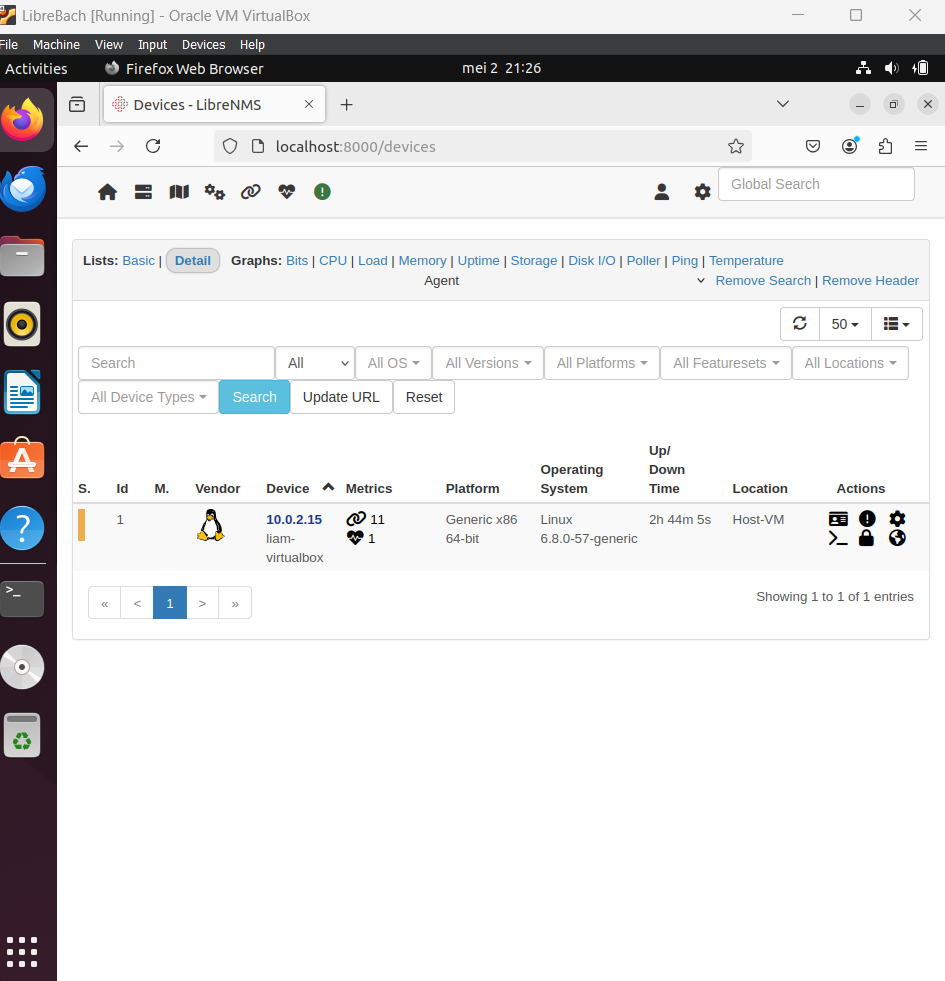 LibreBach [Running] - Oracle VM VirtualBox
File Machine View Input Devices Help
Activities Firefox Web Browser mei 2 21:26
Devices - LibreNMS
localhost:8000/devices
Global Search
Lists: Basic | Detail Graphs: Bits | CPU | Load | Memory | Uptime | Storage | Disk I/O | Poller | Ping | Temperature
Agent Remove Search | Remove Header
50
Search All All OS All Versions All Platforms All Featuresets All Locations
All Device Types Search Update URL Reset
Up/
Operating Down
S. Id M. Vendor Device Metrics Platform System Time Location Actions
1 10.0.2.15 11 Generic x86 Linux 2h 44m 5s Host-VM
liam- 1 64-bit 6.8.0-57-generic
virtualbox
« < 1 > »
Showing 1 to 1 of 1 entries